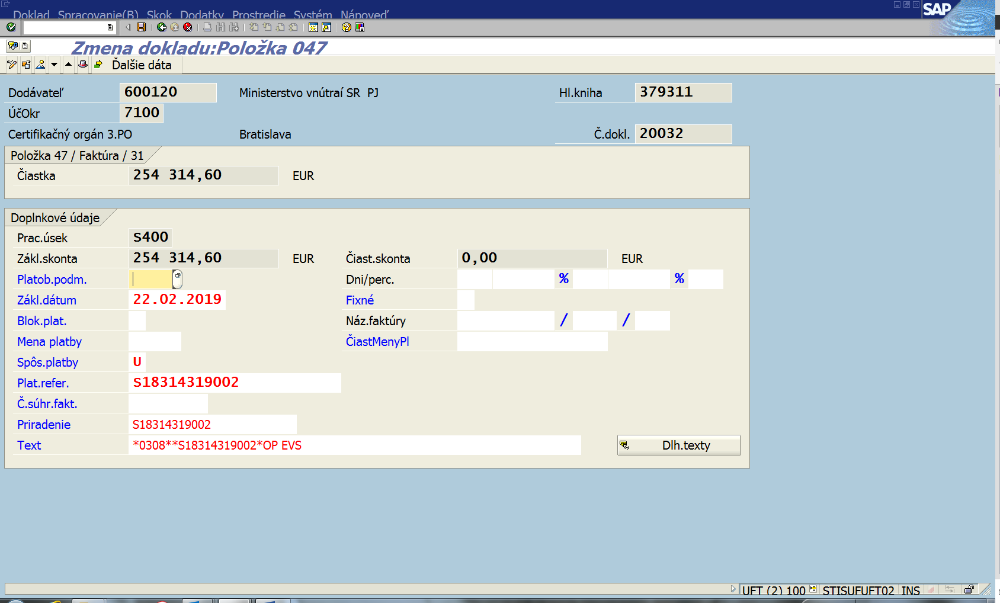 Doklad Spracovanie(B) Skok Dodatky Prostredie Systém Nápoveď
SAP
Zmena dokladu:Položka 047
Ďalšie dáta
Dodávateľ 600120 Ministerstvo vnútraí SR PJ Hl.kniha 379311
ÚčOkr 7100
Certifikačný orgán 3.PO Bratislava Č.dokl. 20032
Položka 47 / Faktúra / 31
Čiastka 254 314,60 EUR
Doplnkové údaje
Prac.úsek S400
Zákl.skonta 254 314,60 EUR Čiast.skonta 0,00 EUR
Platob.podm. Dni/perc. % %
Zákl.dátum 22.02.2019 Fixné
Blok.plat. Náz.faktúry / /
Mena platby ČiastMenyPl
Spôs.platby U
Plat.refer. S18314319002
Č.súhr.fakt.
Priradenie S18314319002
Text *0308**S18314319002*OP EVS Dlh.texty
UFT (2) 100 STISUFUFT02 INS